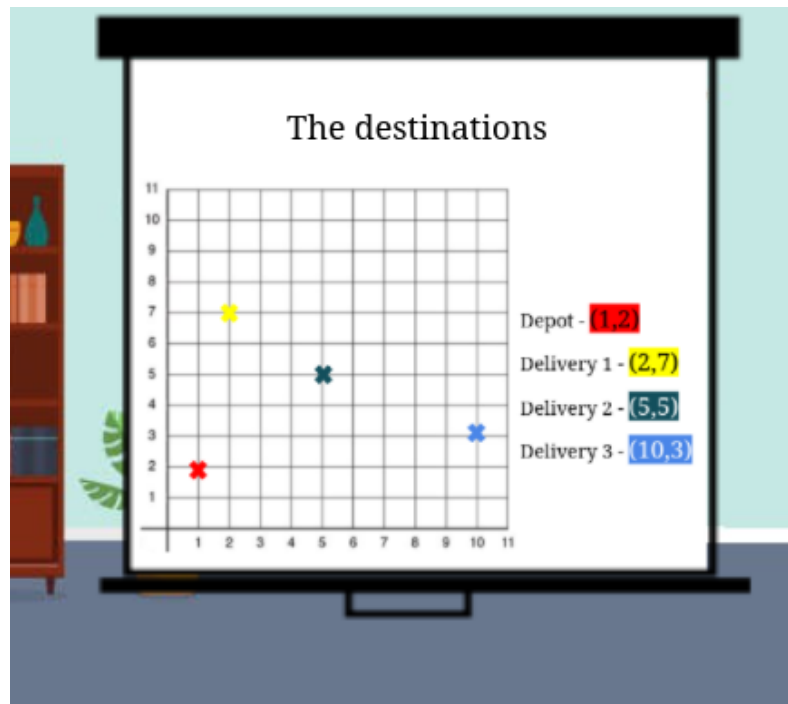 The destinations
11
10
9
8
7
6
5
4
3
2
1
1 2 3 4 5 6 7 8 9 10 11
Depot - (1,2)
Delivery 1 - (2,7)
Delivery 2 - (5,5)
Delivery 3 - (10,3)